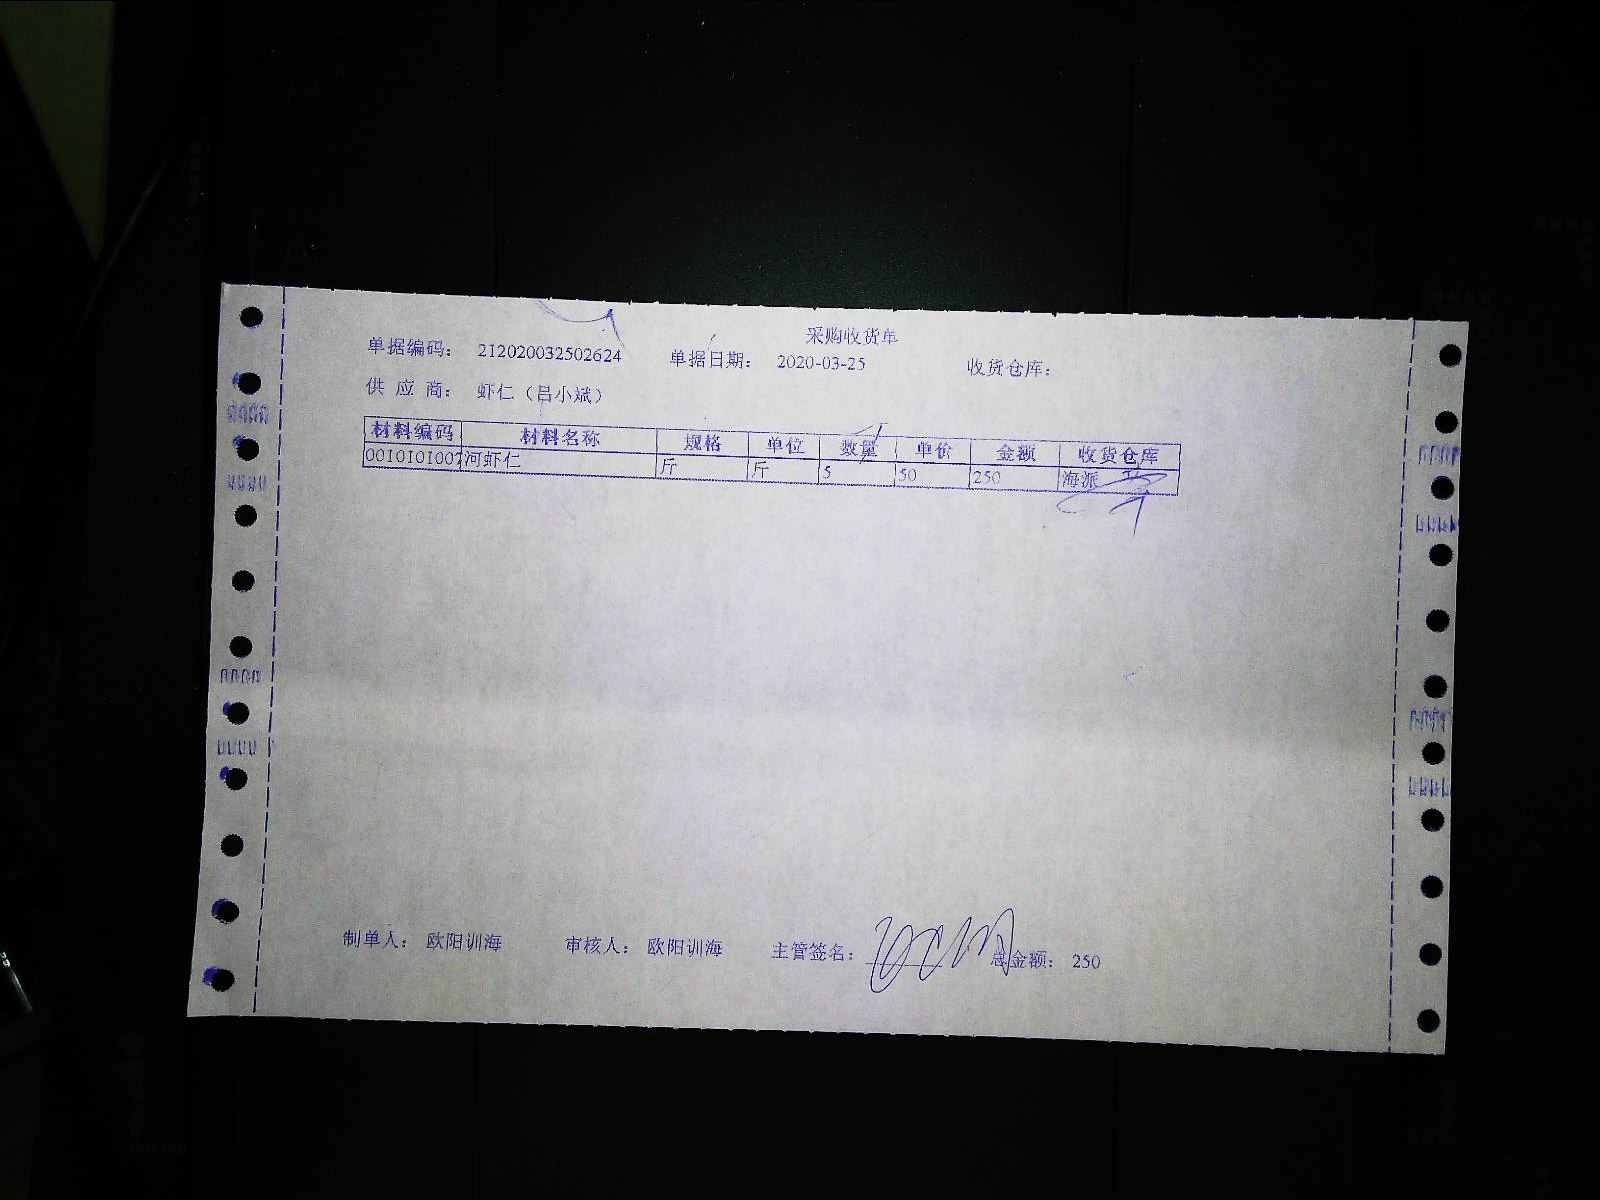 采购收货单
单据编码： 212020032502624 单据日期： 2020-03-25 收货仓库：
供 应 商： 虾仁（吕小斌）
材料编码 材料名称 规格 单位 数量 单价 金额 收货仓库
0010101007 河虾仁 斤 斤 5 50 250 海派
制单人： 欧阳训海 审核人： 欧阳训海 主管签名： 总金额： 250